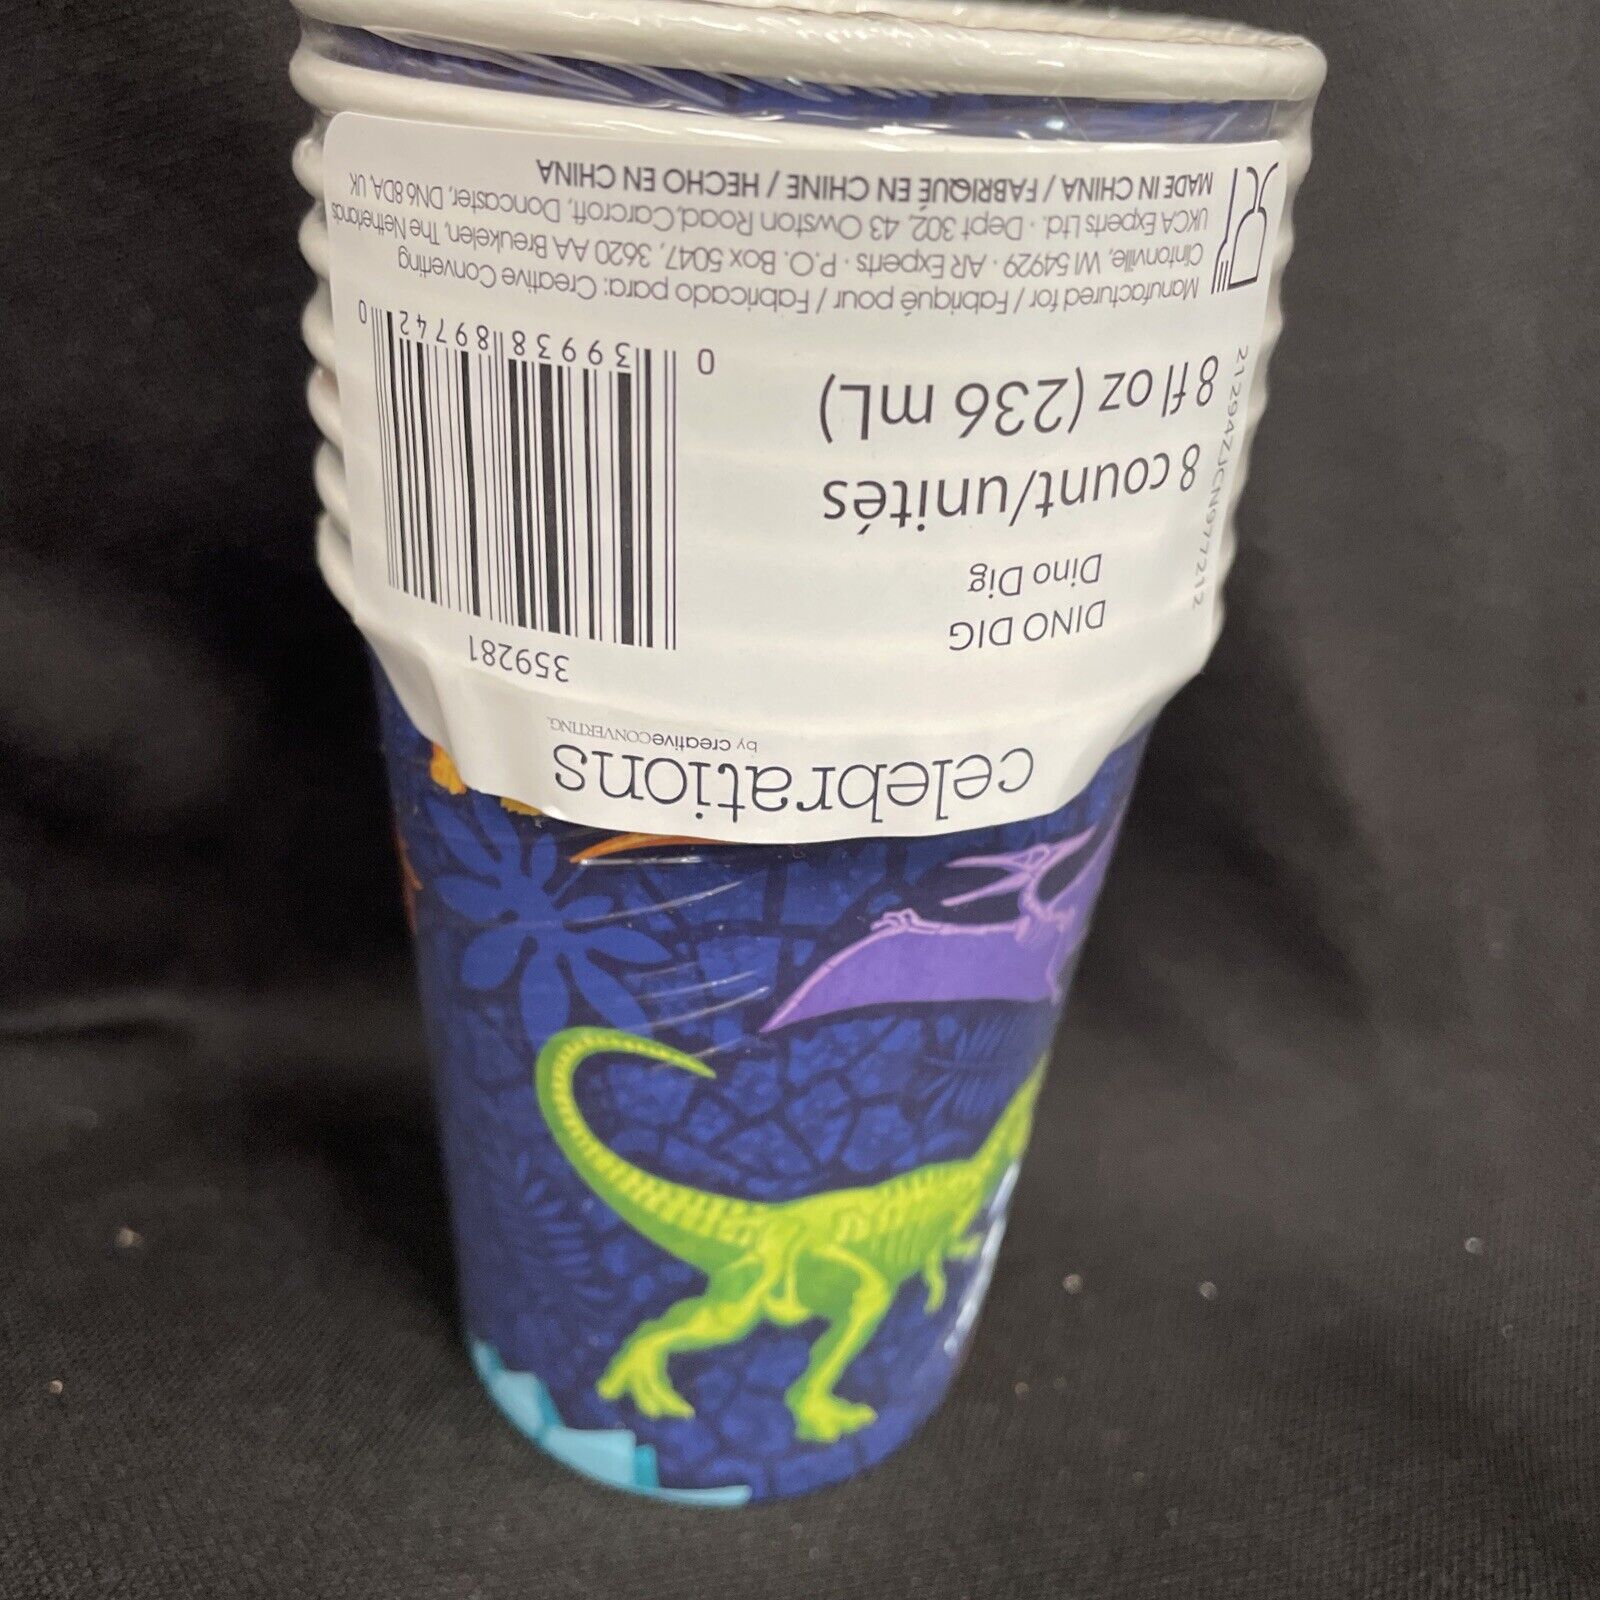 celebrations
by creativeCONVERTING.
359281
DINO DIG
Dino Dig
8 count/unités
8 fl oz (236 mL)
0 39938 89742 0
21294ZJCN977212
Manufactured for / Fabriqué pour / Fabricado para: Creative Converting
Clintonville, WI 54929 · AR Experts · P.O. Box 5047, 3620 AA Breukelen, The Netherlands
UKCA Experts Ltd. · Dept 302, 43 Owston Road, Carcroft, Doncaster, DN6 8DA, UK
MADE IN CHINA / FABRIQUÉ EN CHINE / HECHO EN CHINA